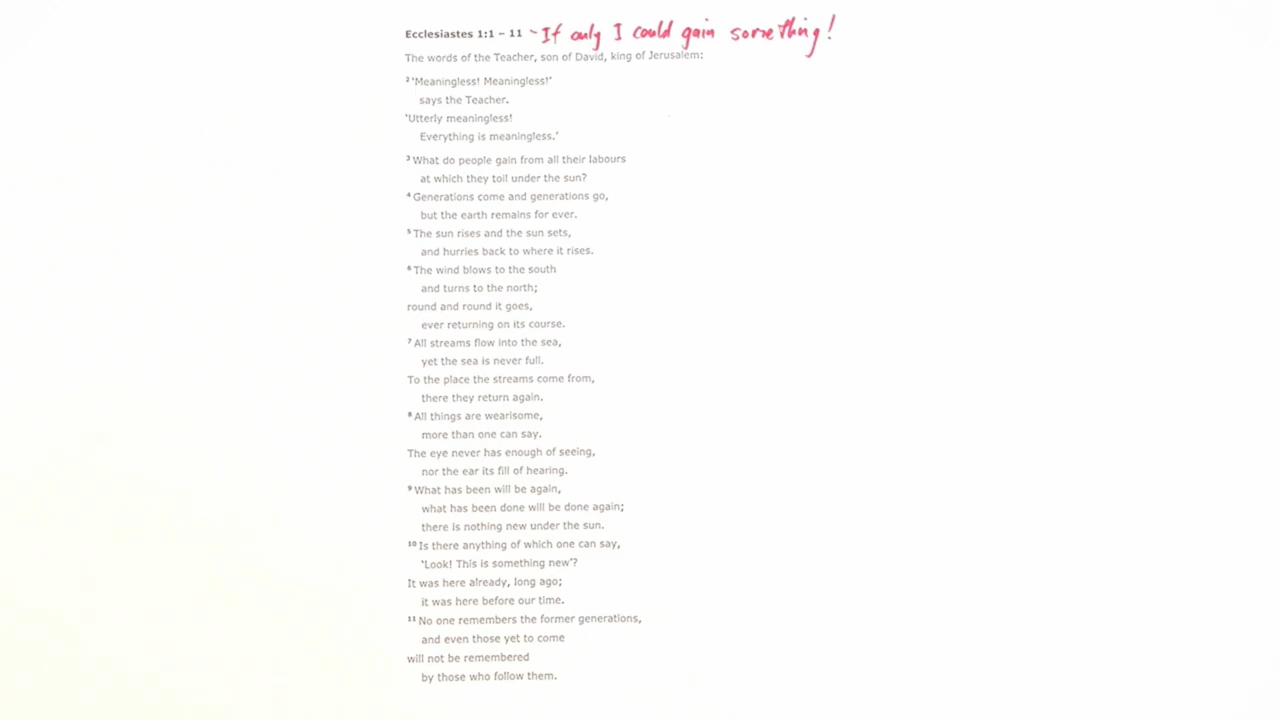 Ecclesiastes 1:1 – 11 ~ If only I could gain something!
The words of the Teacher, son of David, king of Jerusalem:
² ‘Meaningless! Meaningless!’
says the Teacher.
‘Utterly meaningless!
Everything is meaningless.’
³ What do people gain from all their labours
at which they toil under the sun?
⁴ Generations come and generations go,
but the earth remains for ever.
⁵ The sun rises and the sun sets,
and hurries back to where it rises.
⁶ The wind blows to the south
and turns to the north;
round and round it goes,
ever returning on its course.
⁷ All streams flow into the sea,
yet the sea is never full.
To the place the streams come from,
there they return again.
⁸ All things are wearisome,
more than one can say.
The eye never has enough of seeing,
nor the ear its fill of hearing.
⁹ What has been will be again,
what has been done will be done again;
there is nothing new under the sun.
¹⁰ Is there anything of which one can say,
‘Look! This is something new’?
It was here already, long ago;
it was here before our time.
¹¹ No one remembers the former generations,
and even those yet to come
will not be remembered
by those who follow them.